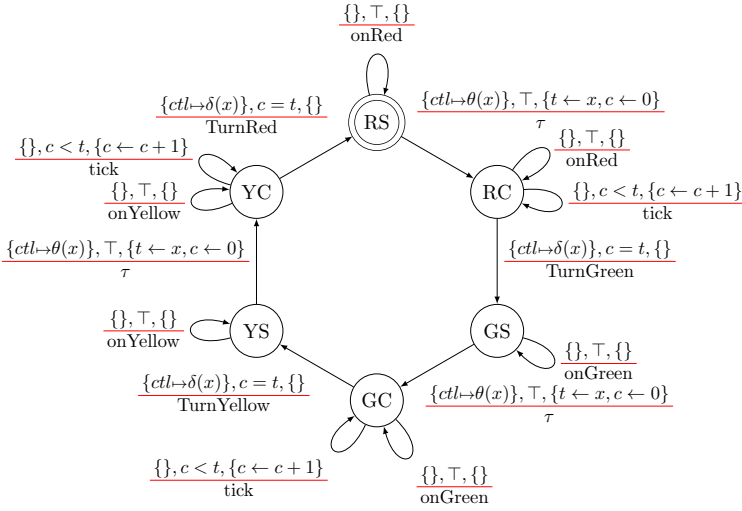 {}, ⊤, {}
onRed
{ctl↦δ(x)}, c = t, {}
TurnRed
RS
{ctl↦θ(x)}, ⊤, {t ← x, c ← 0}
τ
{}, c < t, {c ← c + 1}
tick
{}, ⊤, {}
onRed
{}, ⊤, {}
onYellow
YC
RC
{}, c < t, {c ← c + 1}
tick
{ctl↦θ(x)}, ⊤, {t ← x, c ← 0}
τ
{ctl↦δ(x)}, c = t, {}
TurnGreen
{}, ⊤, {}
onYellow
YS
GS
{}, ⊤, {}
onGreen
{ctl↦δ(x)}, c = t, {}
TurnYellow
GC
{ctl↦θ(x)}, ⊤, {t ← x, c ← 0}
τ
{}, c < t, {c ← c + 1}
tick
{}, ⊤, {}
onGreen